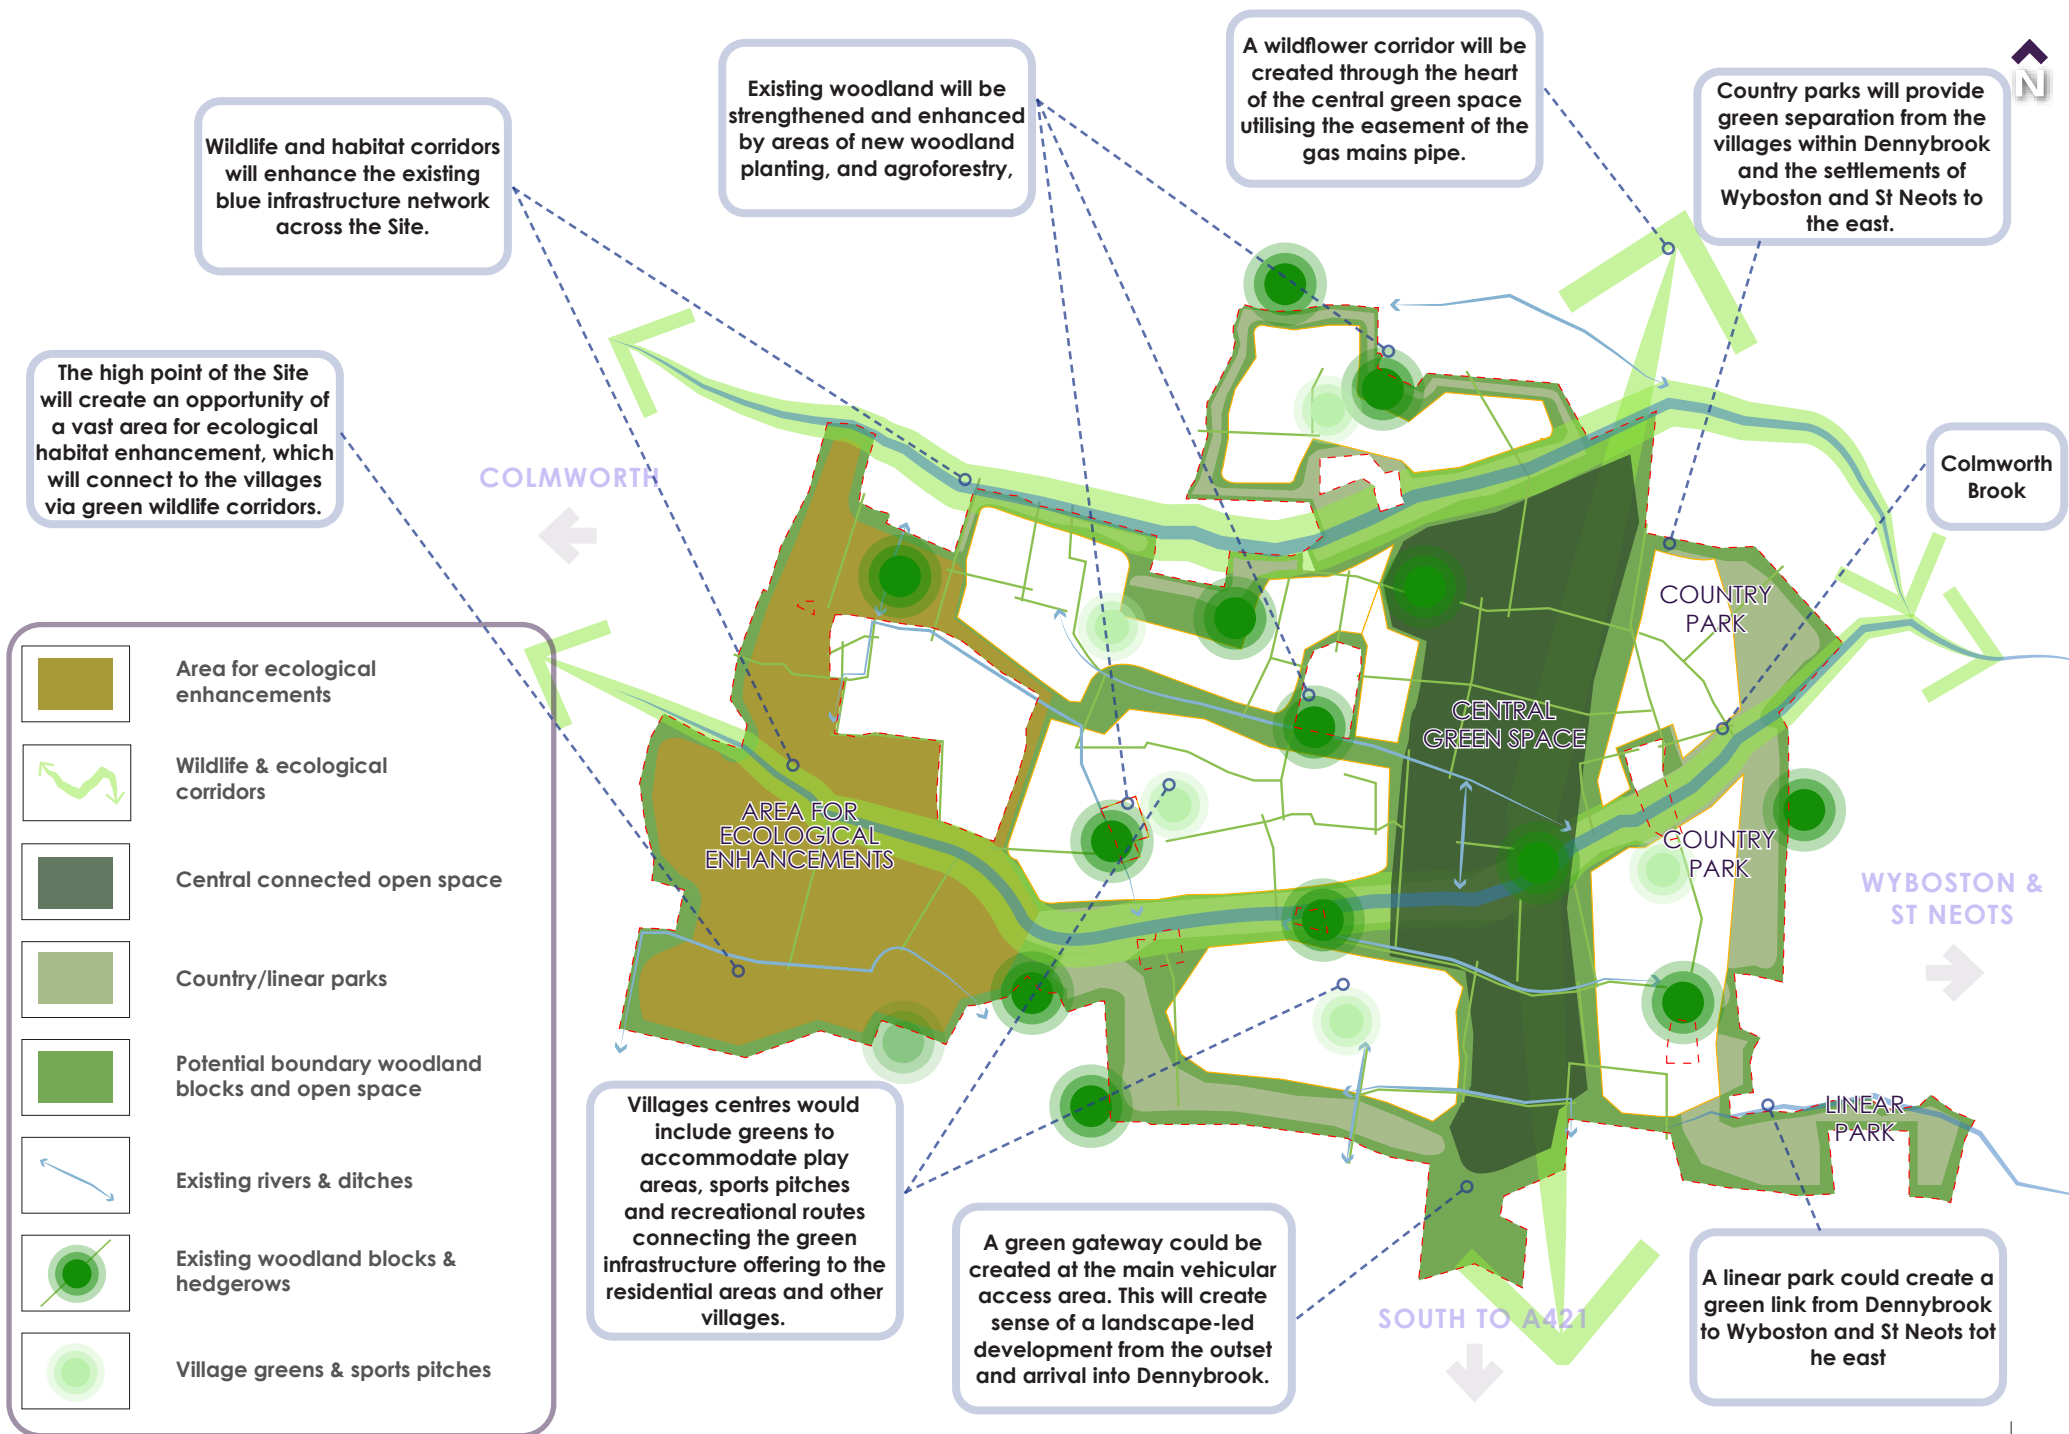 A wildflower corridor will be
created through the heart
of the central green space
utilising the easement of the
gas mains pipe.
N
Existing woodland will be
strengthened and enhanced
by areas of new woodland
planting, and agroforestry,
Country parks will provide
green separation from the
villages within Dennybrook
and the settlements of
Wyboston and St Neots to
the east.
Wildlife and habitat corridors
will enhance the existing
blue infrastructure network
across the Site.
The high point of the Site
will create an opportunity of
a vast area for ecological
habitat enhancement, which
will connect to the villages
via green wildlife corridors.
COLMWORTH
Colmworth
Brook
COUNTRY
PARK
CENTRAL
GREEN SPACE
AREA FOR
ECOLOGICAL
ENHANCEMENTS
COUNTRY
PARK
WYBOSTON &
ST NEOTS
LINEAR
PARK
Area for ecological
enhancements
Wildlife & ecological
corridors
Central connected open space
Country/linear parks
Potential boundary woodland
blocks and open space
Existing rivers & ditches
Existing woodland blocks &
hedgerows
Village greens & sports pitches
Villages centres would
include greens to
accommodate play
areas, sports pitches
and recreational routes
connecting the green
infrastructure offering to the
residential areas and other
villages.
A green gateway could be
created at the main vehicular
access area. This will create
sense of a landscape-led
development from the outset
and arrival into Dennybrook.
SOUTH TO A421
A linear park could create a
green link from Dennybrook
to Wyboston and St Neots tot
he east